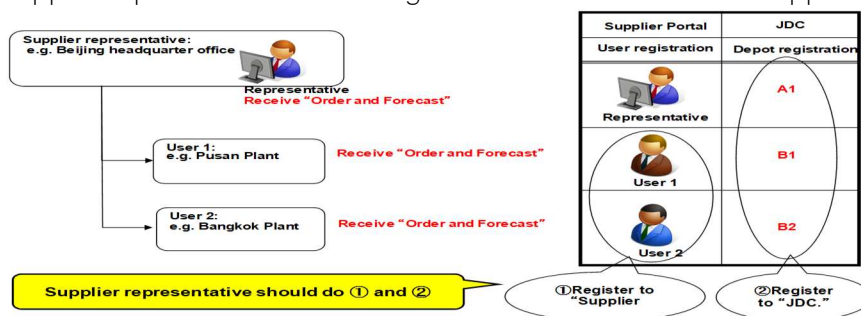 Supplier representative:
e.g. Beijing headquarter office
Representative
Receive “Order and Forecast”
User 1:
e.g. Pusan Plant
Receive “Order and Forecast”
User 2:
e.g. Bangkok Plant
Receive “Order and Forecast”
Supplier representative should do ① and ②
Supplier Portal JDC
User registration Depot registration
Representative A1
User 1 B1
User 2 B2
①Register to
“Supplier
②Register
to “JDC.”